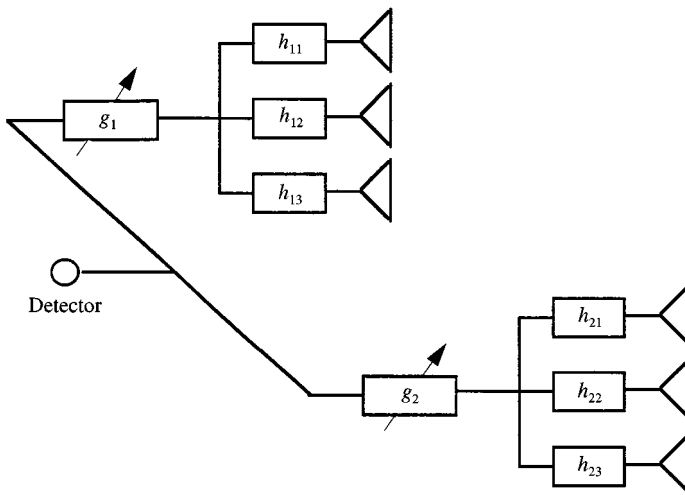 h₁₁
g₁
h₁₂
h₁₃
Detector
h₂₁
g₂
h₂₂
h₂₃